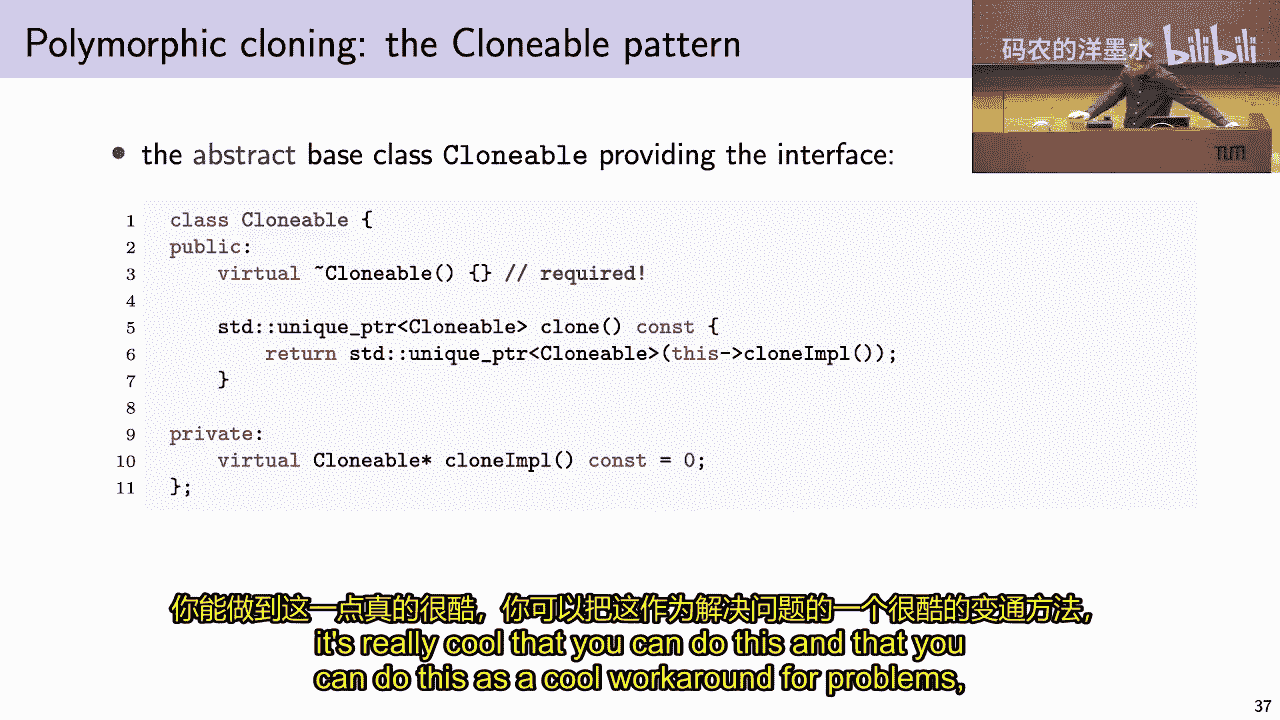 Polymorphic cloning: the Cloneable pattern
码农的洋墨水 bilibili
TUM
• the abstract base class Cloneable providing the interface:
1 class Cloneable {
2 public:
3 virtual ~Cloneable() {} // required!
4
5 std::unique_ptr<Cloneable> clone() const {
6 return std::unique_ptr<Cloneable>(this->cloneImpl());
7 }
8
9 private:
10 virtual Cloneable* cloneImpl() const = 0;
11 };
你能做到这一点真的很酷，你可以把这作为解决问题的一个很酷的变通方法，
it's really cool that you can do this and that you
can do this as a cool workaround for problems,
37